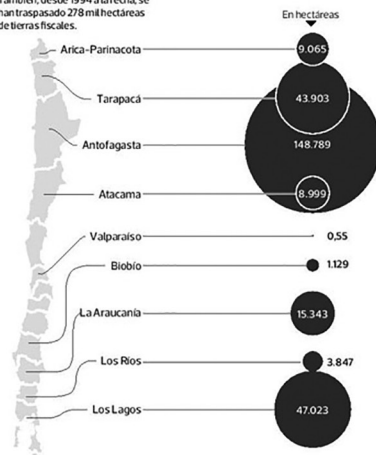 También, desde 1994 a la fecha, se
han traspasado 278 mil hectáreas
de tierras fiscales.
En hectáreas
Arica-Parinacota 9.065
Tarapacá 43.903
Antofagasta 148.789
Atacama 8.999
Valparaíso 0,55
Biobío 1.129
La Araucanía 15.343
Los Ríos 3.847
Los Lagos 47.023